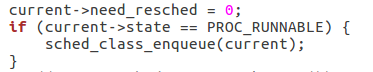 current->need_resched = 0;
if (current->state == PROC_RUNNABLE) {
    sched_class_enqueue(current);
}